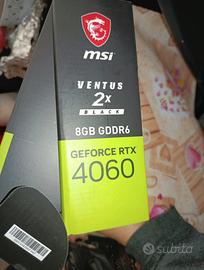 msi
VENTUS
2X
BLACK
8GB GDDR6
GEFORCE RTX
4060
subito